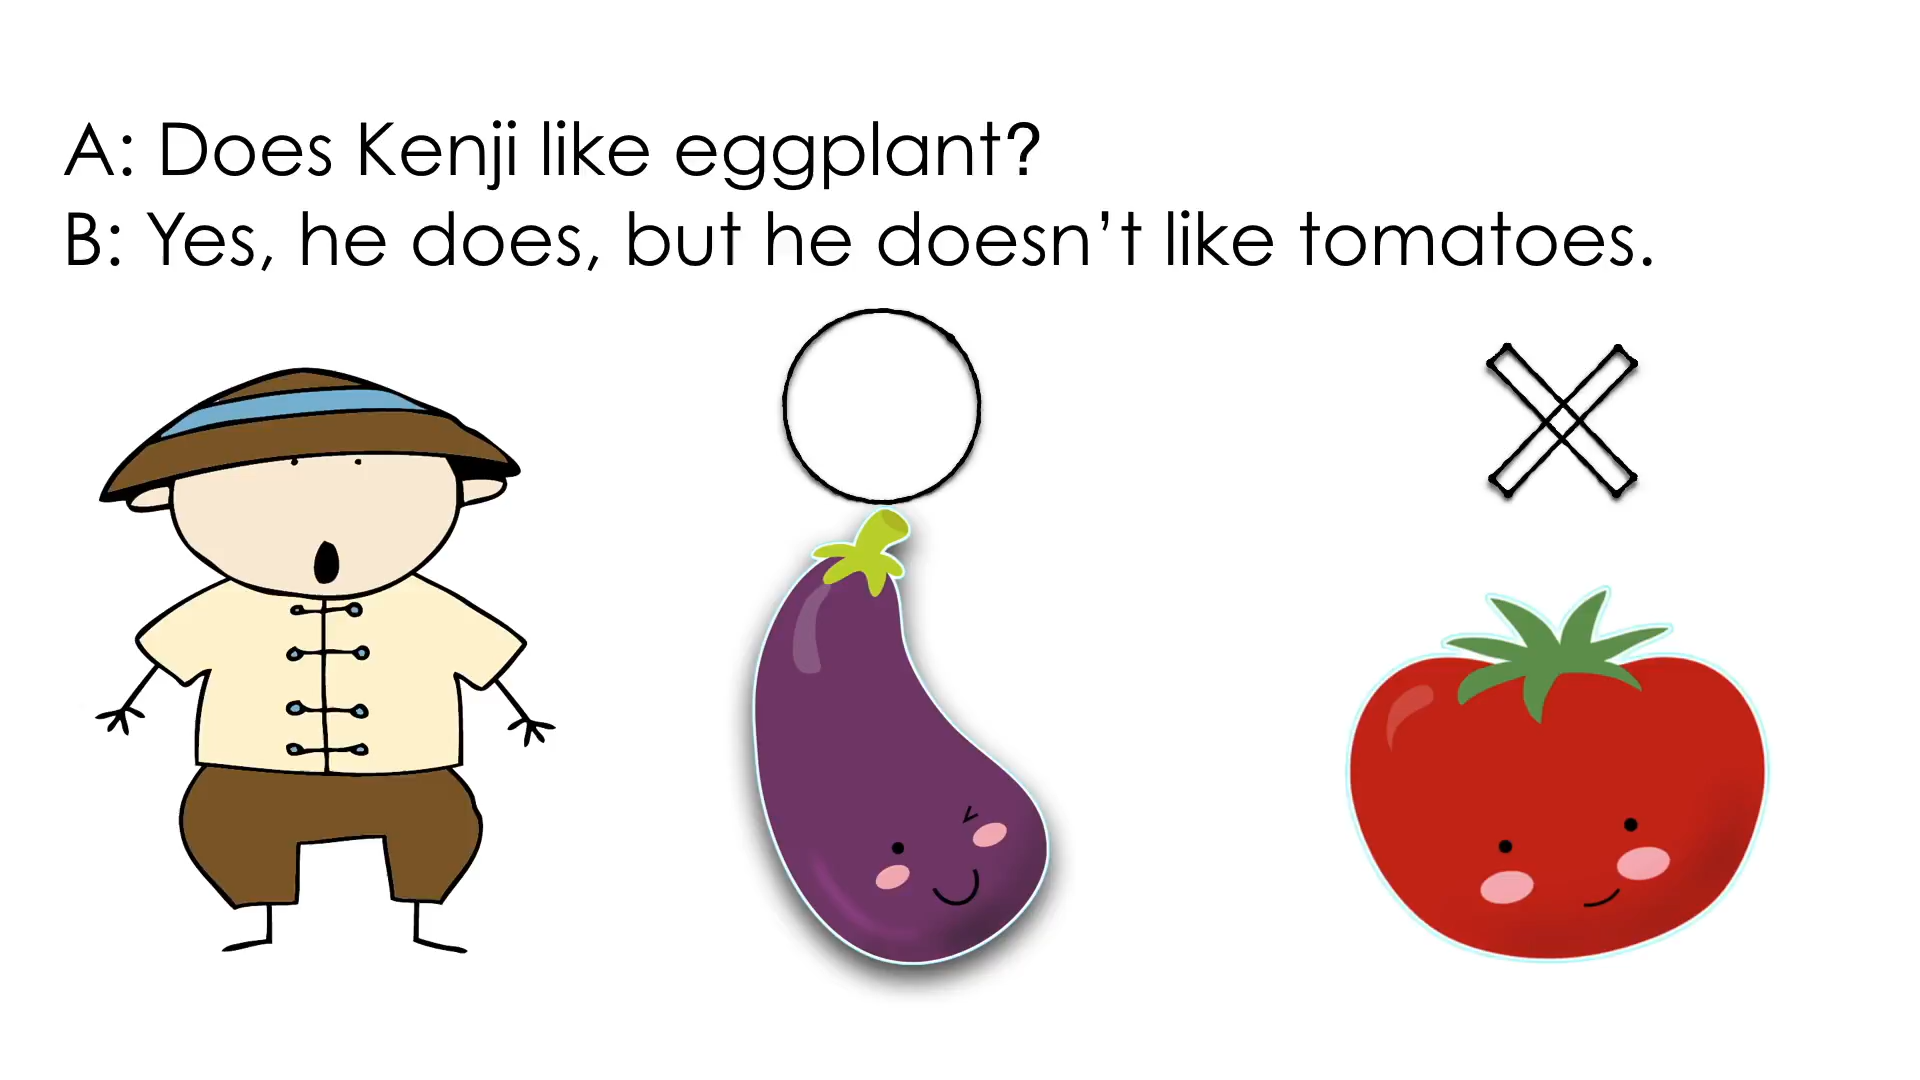 A: Does Kenji like eggplant?
B: Yes, he does, but he doesn’t like tomatoes.